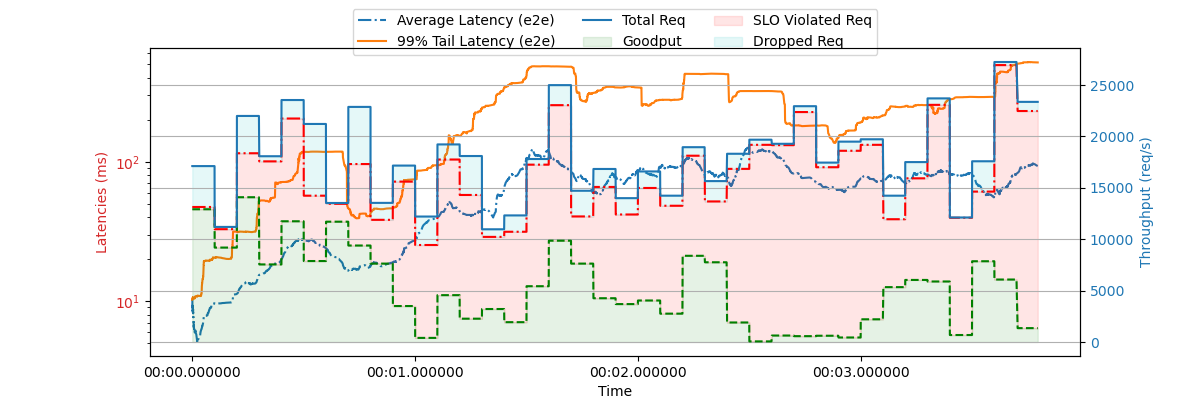 Average Latency (e2e)
99% Tail Latency (e2e)
Total Req
Goodput
SLO Violated Req
Dropped Req
Latencies (ms)
10²
10¹
25000
20000
15000
10000
5000
0
Throughput (req/s)
00:00.000000
00:01.000000
00:02.000000
00:03.000000
Time